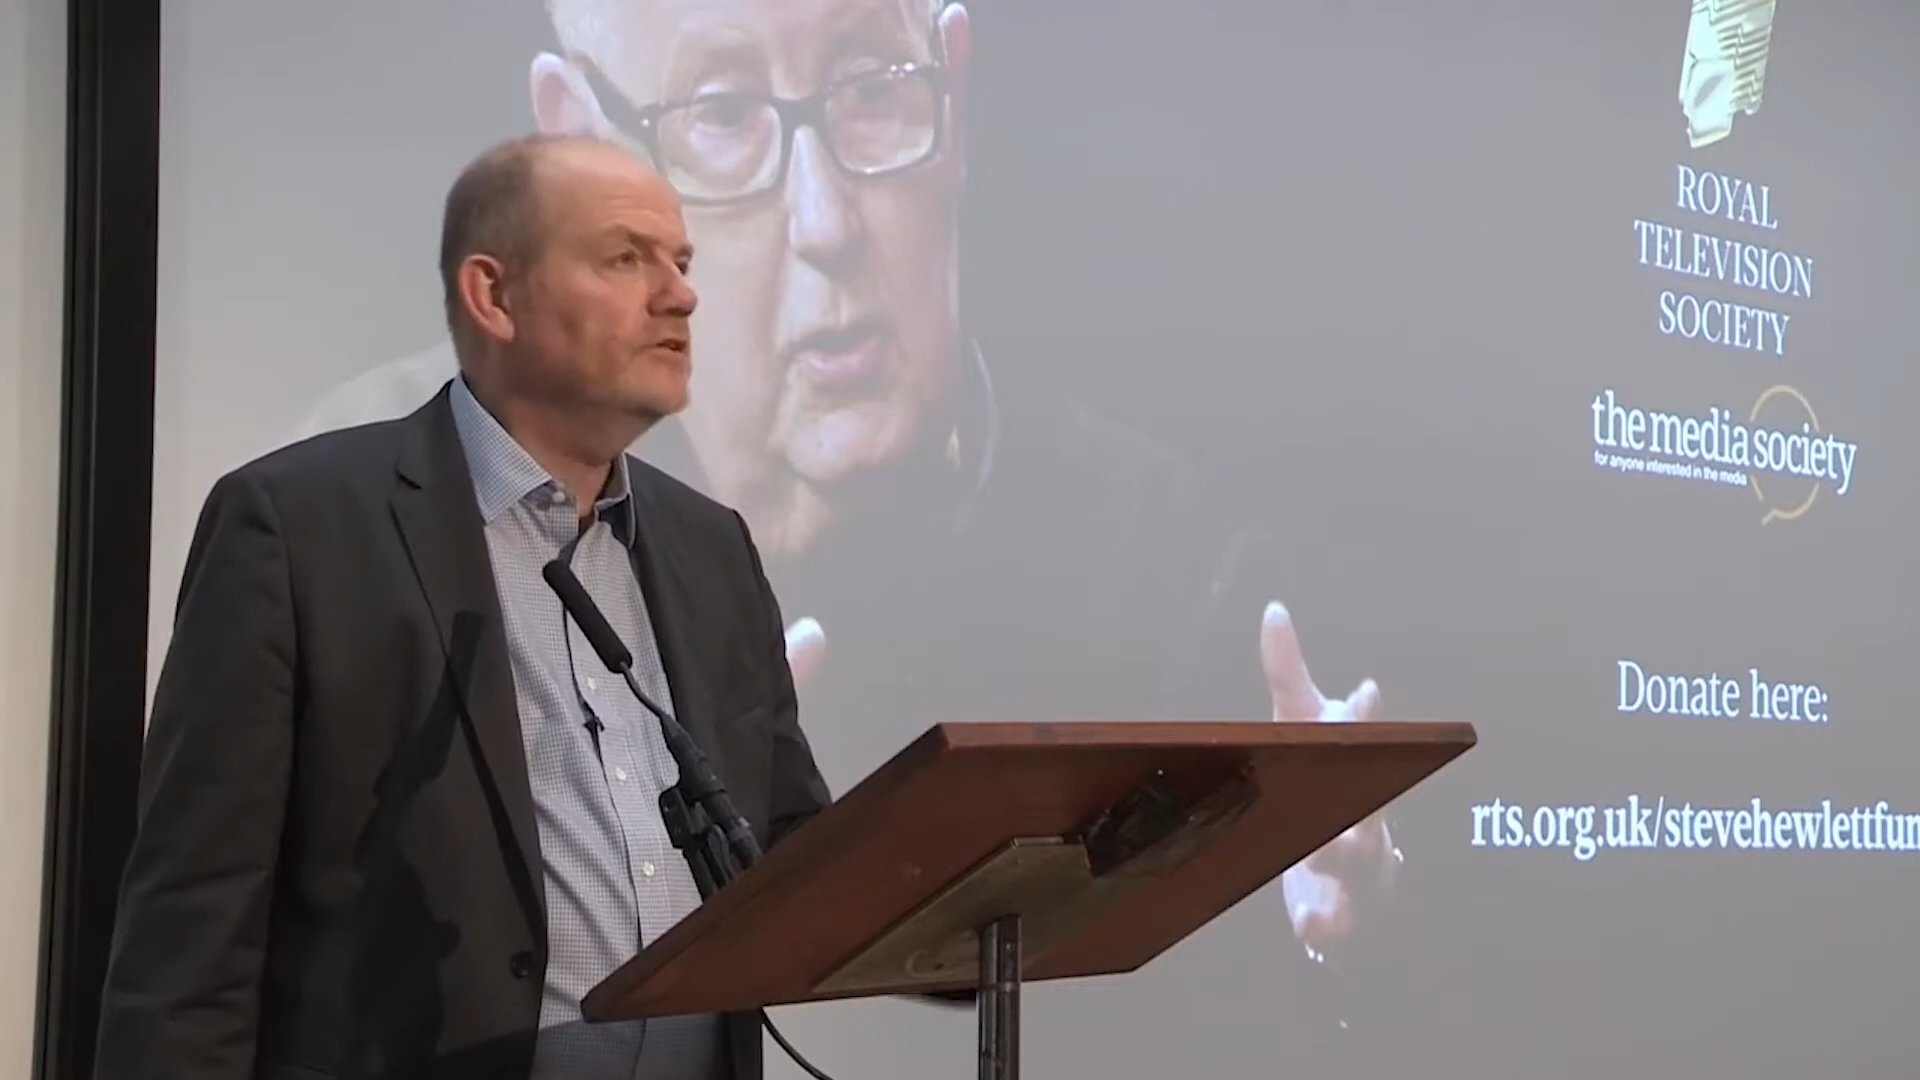 ROYAL
TELEVISION
SOCIETY
the media society
for anyone interested in the media
Donate here:
rts.org.uk/stevehewlettfun